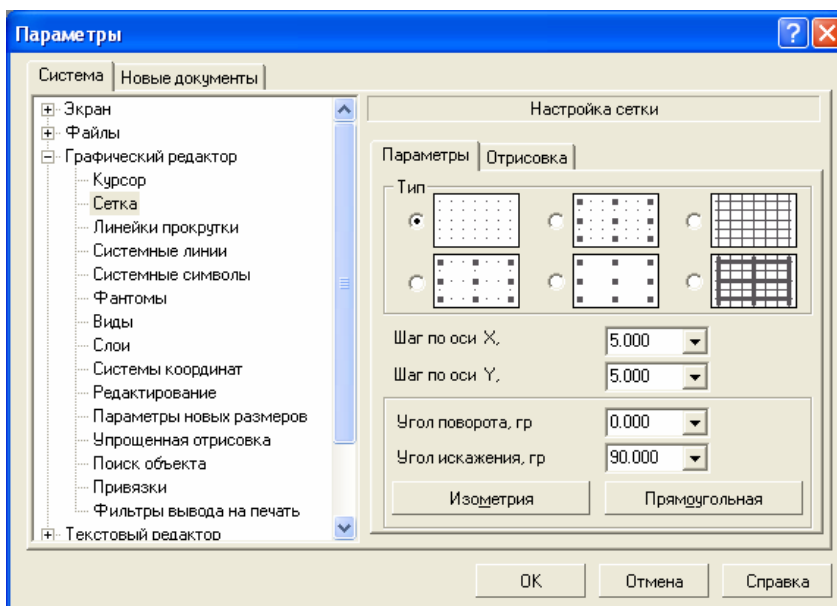 Параметры
Система
Новые документы
Экран
Файлы
Графический редактор
Курсор
Сетка
Линейки прокрутки
Системные линии
Системные символы
Фантомы
Виды
Слои
Системы координат
Редактирование
Параметры новых размеров
Упрощенная отрисовка
Поиск объекта
Привязки
Фильтры вывода на печать
Текстовый редактор
Настройка сетки
Параметры
Отрисовка
Тип
Шаг по оси X, 5.000
Шаг по оси Y, 5.000
Угол поворота, гр 0.000
Угол искажения, гр 90.000
Изометрия
Прямоугольная
OK
Отмена
Справка